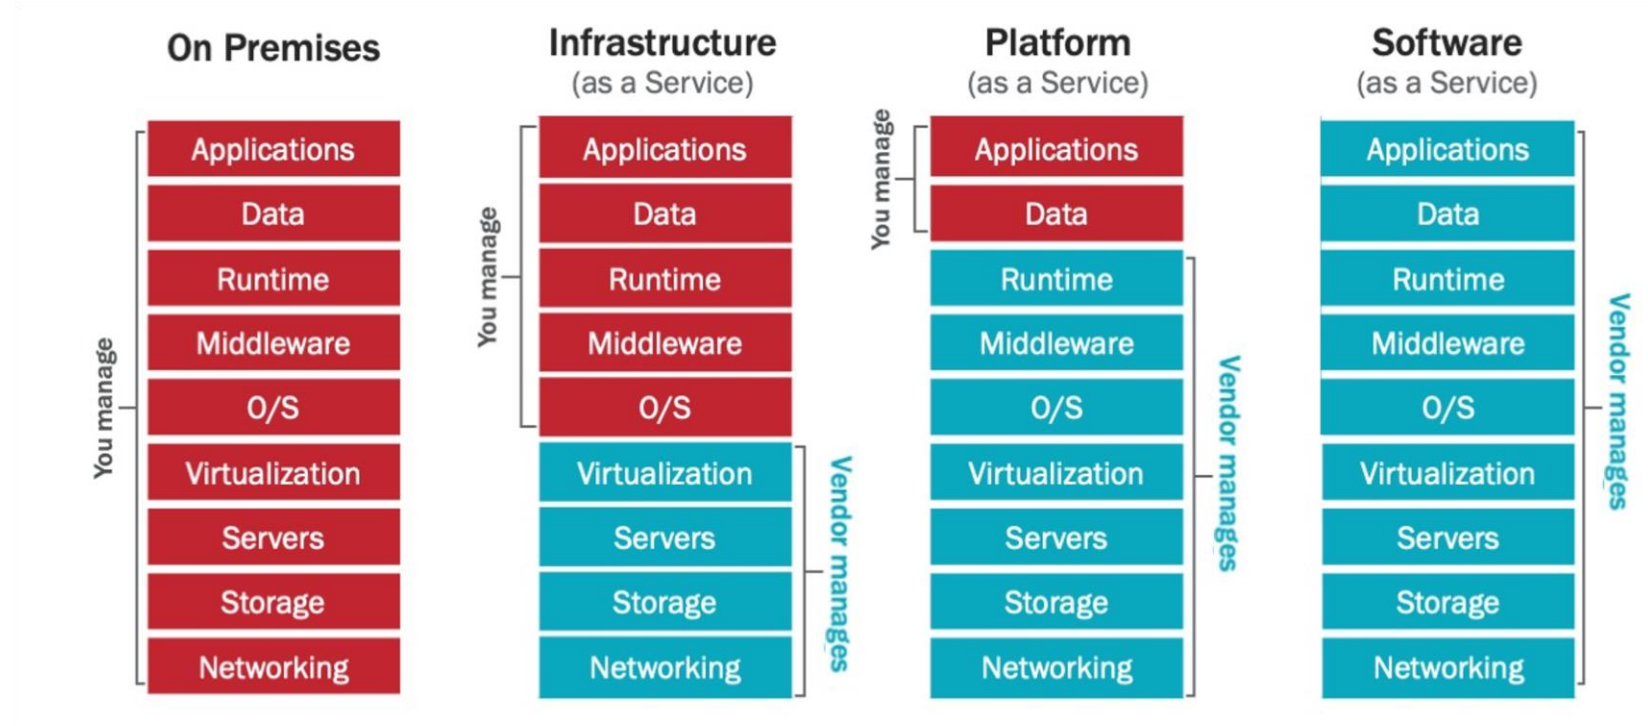 On Premises
You manage
Applications
Data
Runtime
Middleware
O/S
Virtualization
Servers
Storage
Networking
Infrastructure
(as a Service)
You manage
Applications
Data
Runtime
Middleware
O/S
Virtualization
Servers
Storage
Networking
Vendor manages
Platform
(as a Service)
You manage
Applications
Data
Runtime
Middleware
O/S
Virtualization
Servers
Storage
Networking
Vendor manages
Software
(as a Service)
Applications
Data
Runtime
Middleware
O/S
Virtualization
Servers
Storage
Networking
Vendor manages